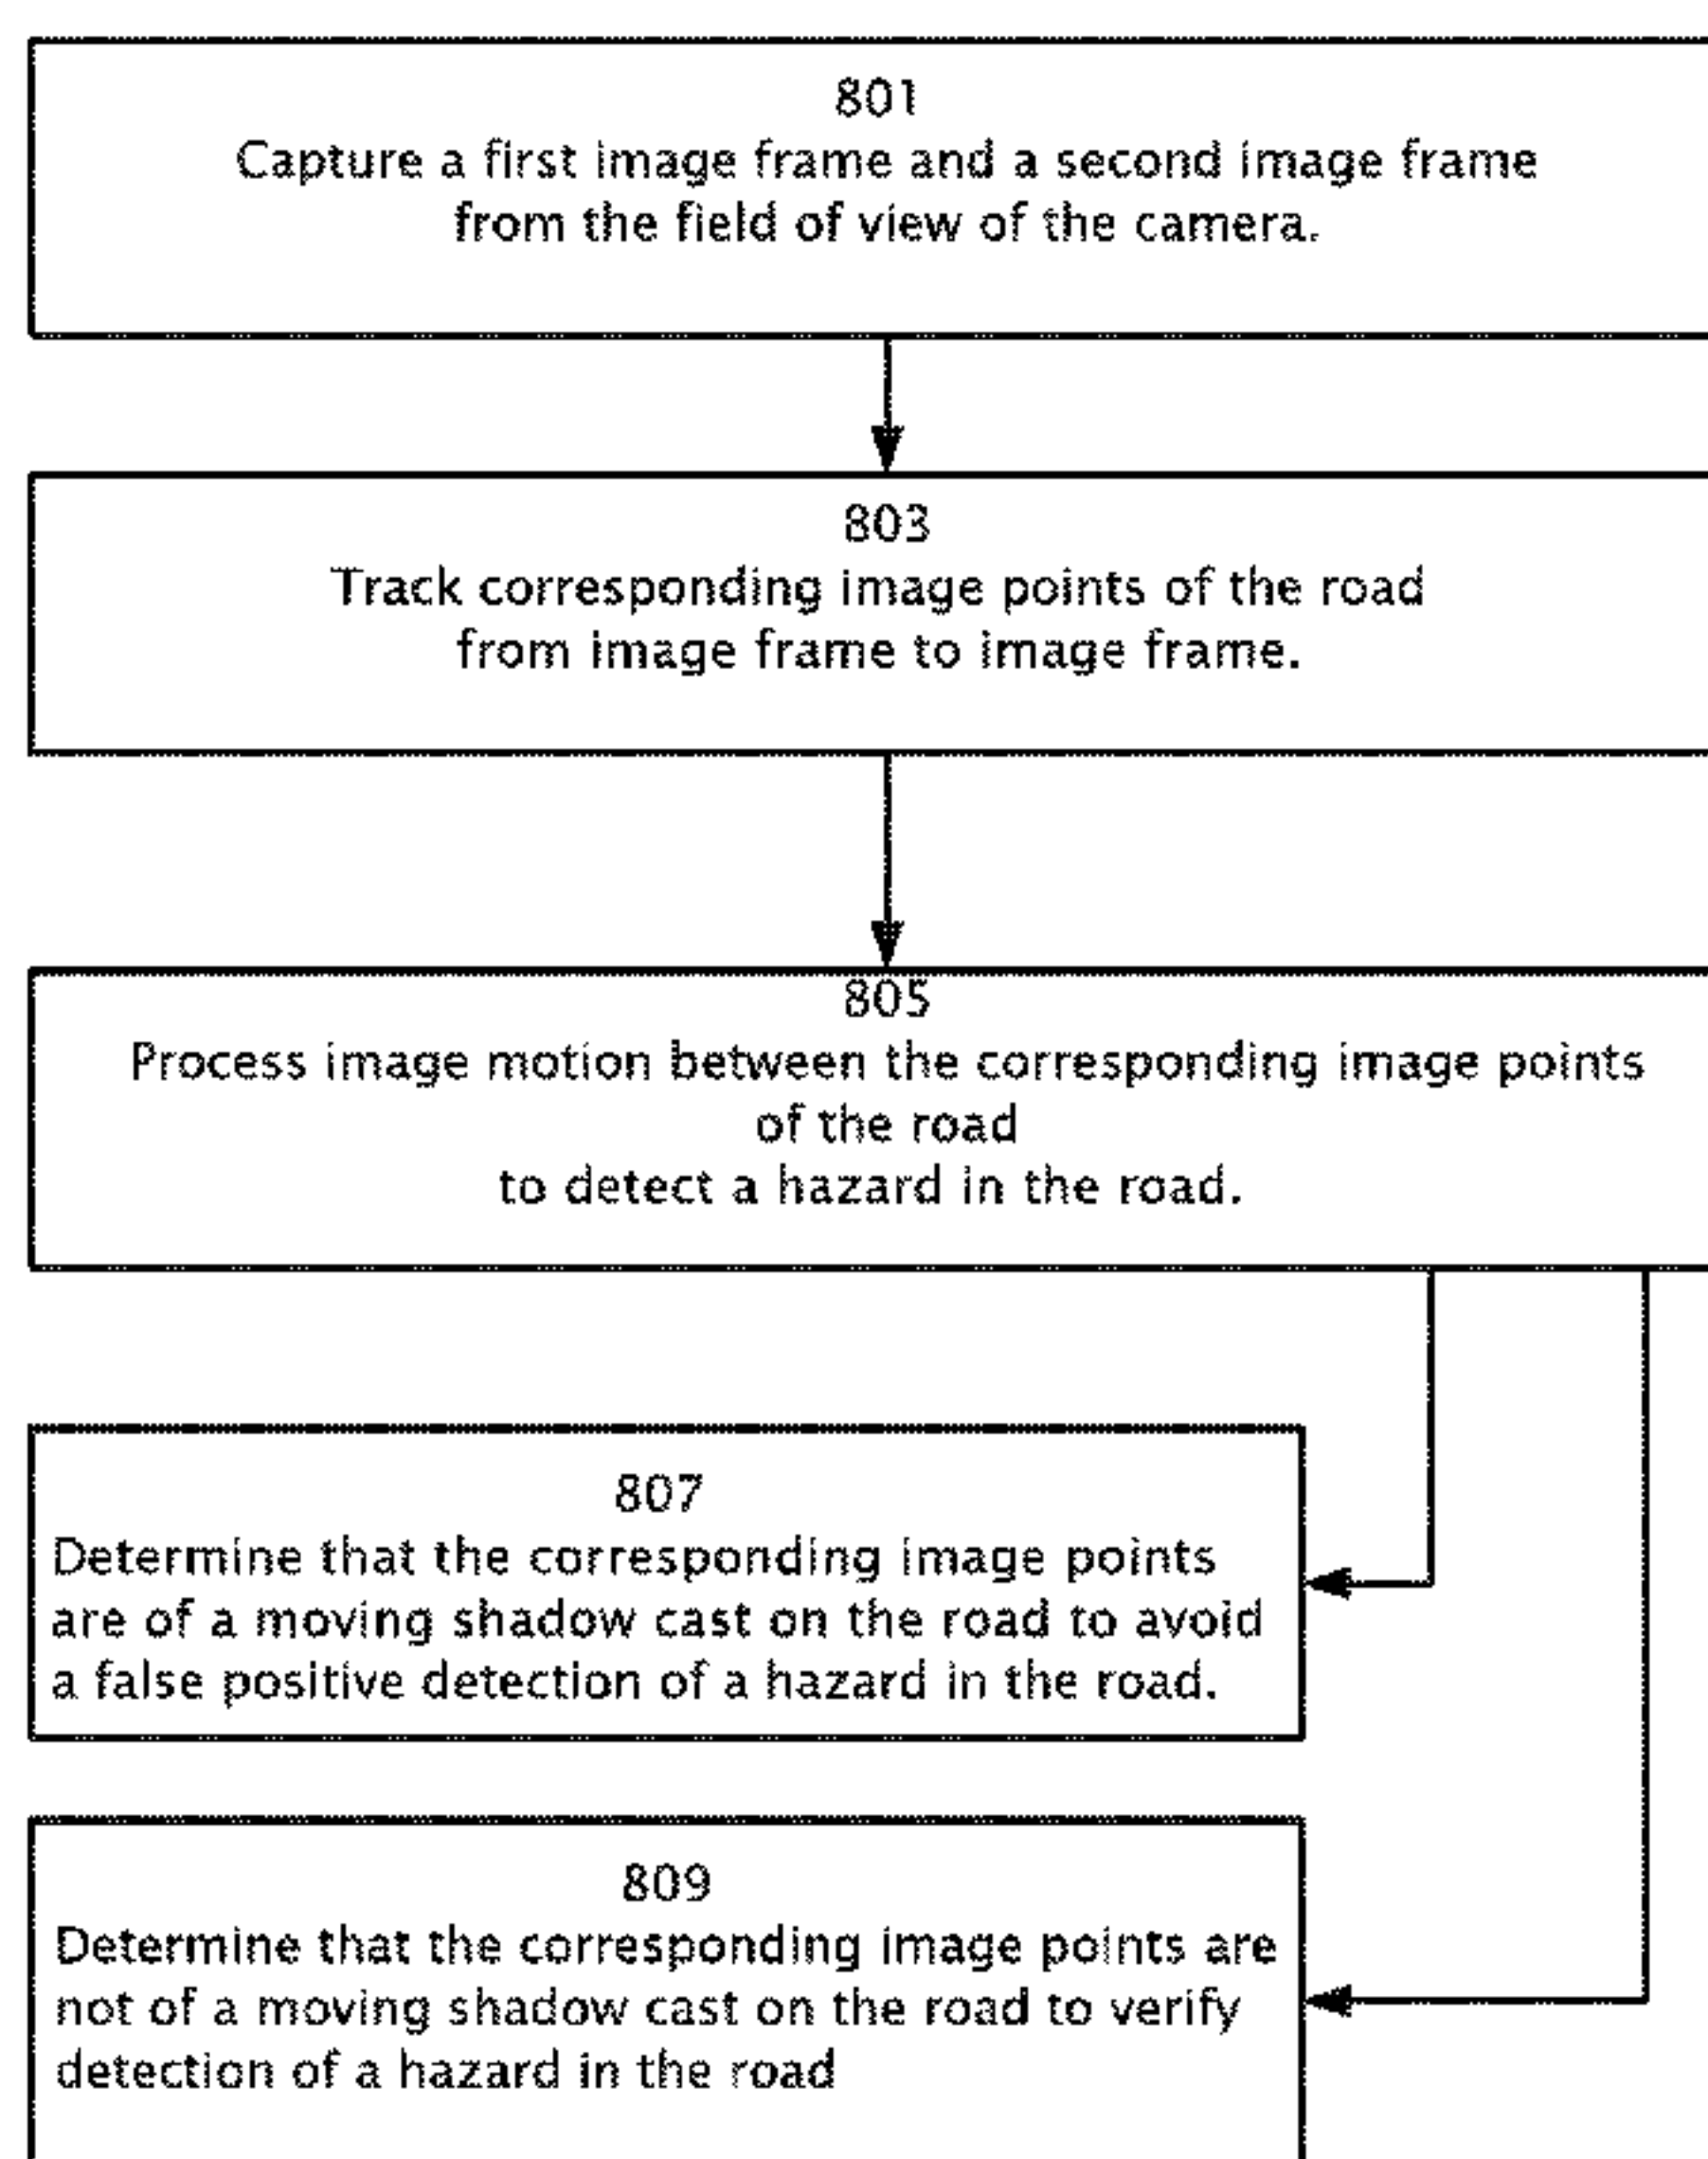 801
Capture a first image frame and a second image frame
from the field of view of the camera.
803
Track corresponding image points of the road
from image frame to image frame.
805
Process image motion between the corresponding image points
of the road
to detect a hazard in the road.
807
Determine that the corresponding image points
are of a moving shadow cast on the road to avoid
a false positive detection of a hazard in the road.
809
Determine that the corresponding image points are
not of a moving shadow cast on the road to verify
detection of a hazard in the road